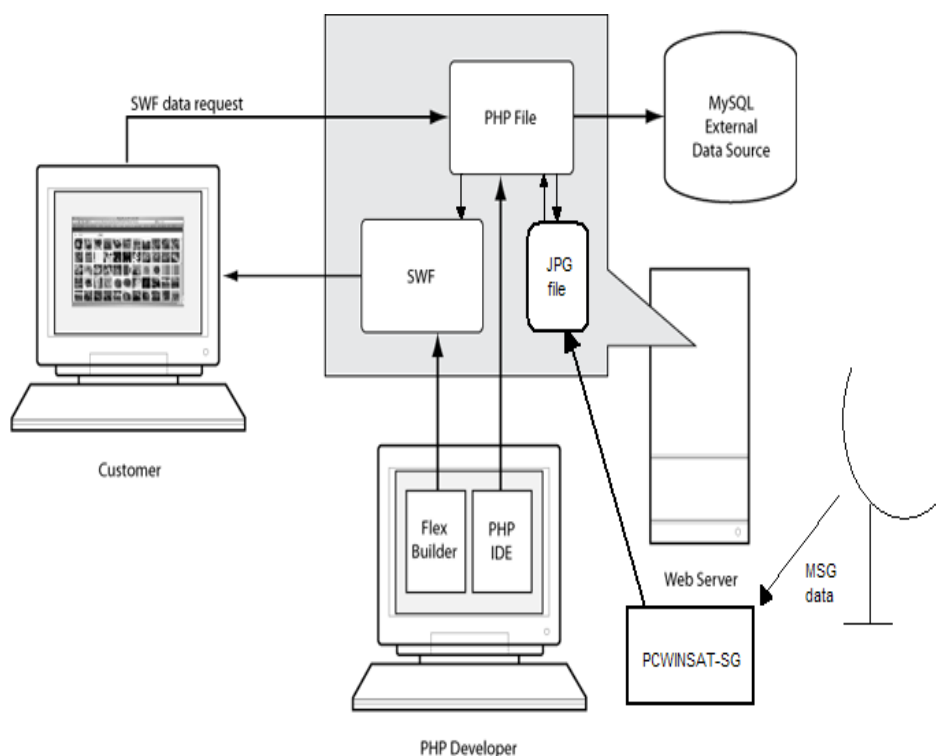 SWF data request
PHP File
MySQL
External
Data Source
SWF
JPG
file
Customer
Flex
Builder
PHP
IDE
Web Server
MSG
data
PCWINSAT-SG
PHP Developer